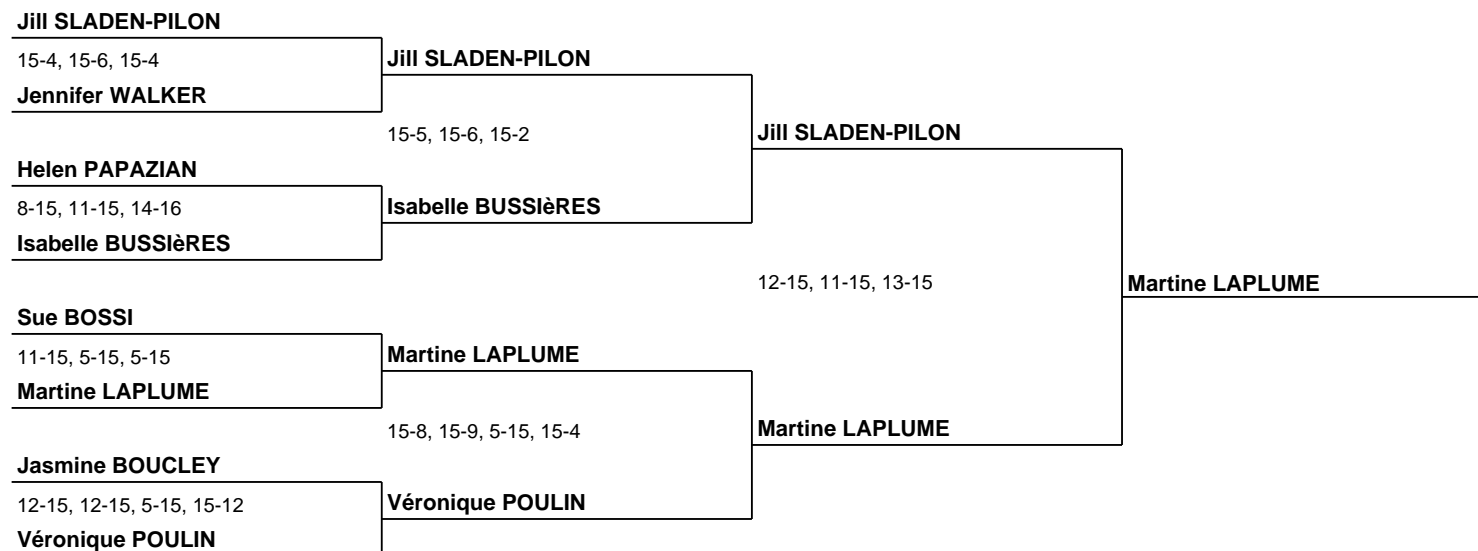 Jill SLADEN-PILON
15-4, 15-6, 15-4
Jennifer WALKER
Jill SLADEN-PILON
15-5, 15-6, 15-2
Helen PAPAZIAN
8-15, 11-15, 14-16
Isabelle BUSSIèRES
Isabelle BUSSIèRES
Jill SLADEN-PILON
12-15, 11-15, 13-15
Martine LAPLUME
Sue BOSSI
11-15, 5-15, 5-15
Martine LAPLUME
Martine LAPLUME
15-8, 15-9, 5-15, 15-4
Martine LAPLUME
Jasmine BOUCLEY
12-15, 12-15, 5-15, 15-12
Véronique POULIN
Véronique POULIN